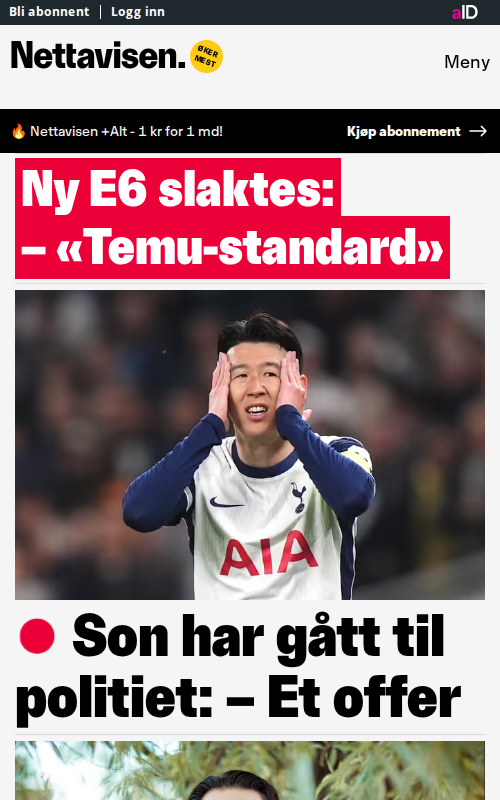 Bli abonnent | Logg inn
aID
Nettavisen.
ØKER
MEST
Meny
🔥 Nettavisen +Alt - 1 kr for 1 md!
Kjøp abonnement →
Ny E6 slaktes:
– «Temu-standard»
AIA
Son har gått til
politiet: – Et offer